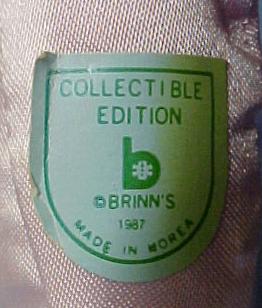 COLLECTIBLE
EDITION
b
©BRINN'S
1987
MADE IN KOREA